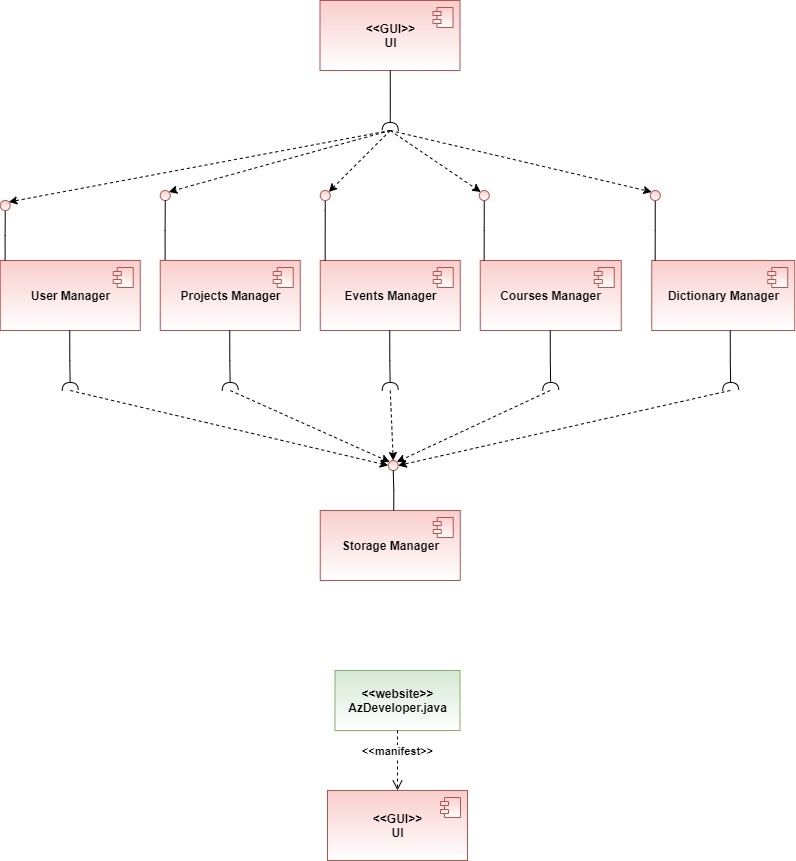 <<GUI>>
UI
User Manager
Projects Manager
Events Manager
Courses Manager
Dictionary Manager
Storage Manager
<<website>>
AzDeveloper.java
<<manifest>>
<<GUI>>
UI